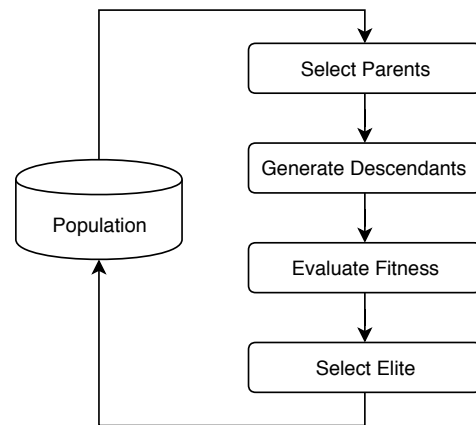 Select Parents
Generate Descendants
Population
Evaluate Fitness
Select Elite